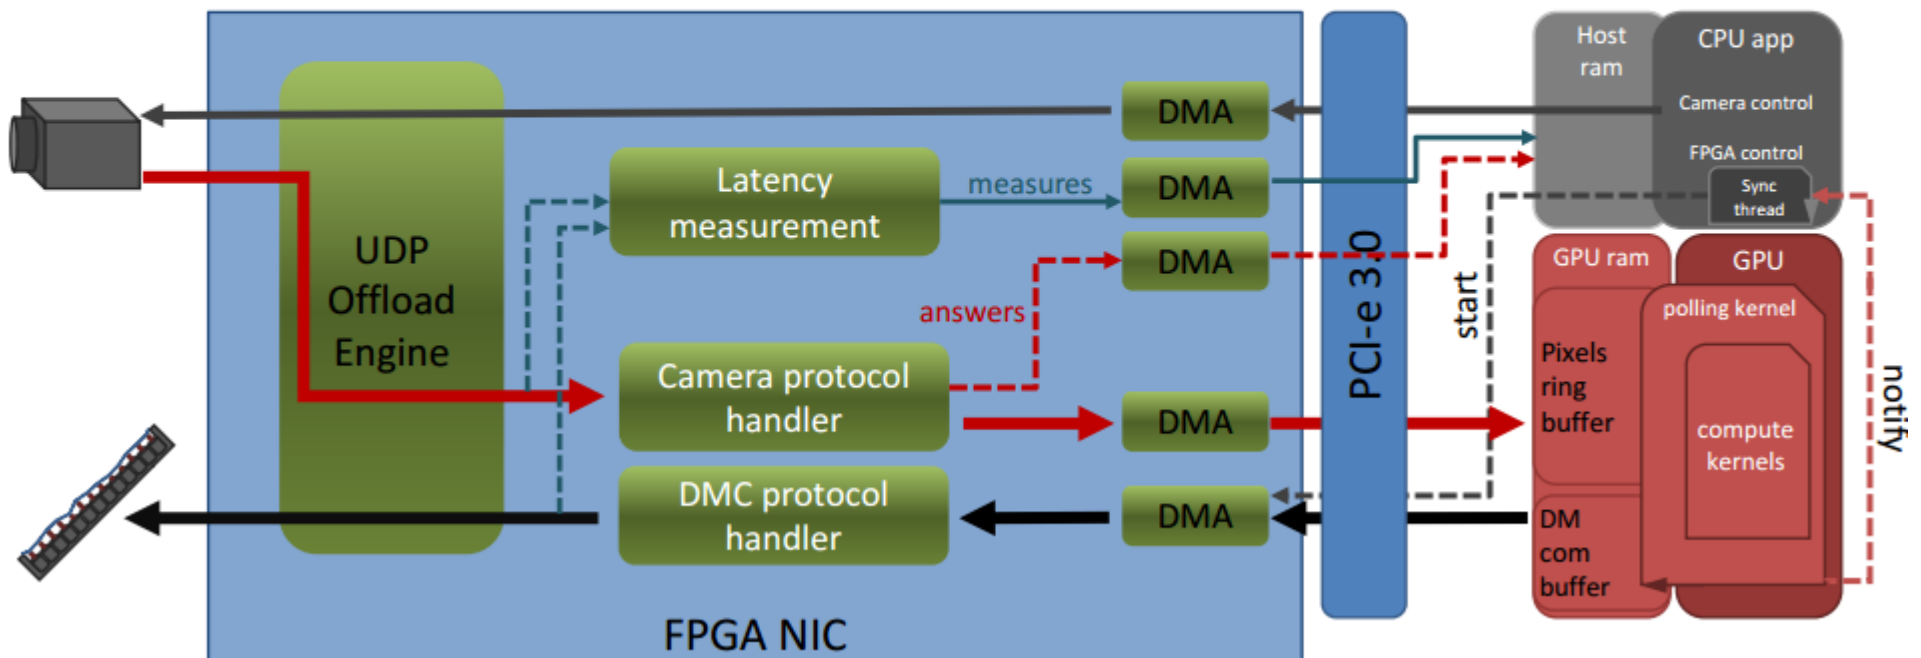 UDP
Offload
Engine
Latency
measurement
measures
answers
Camera protocol
handler
DMC protocol
handler
DMA
DMA
DMA
DMA
DMA
FPGA NIC
PCI-e 3.0
Host
ram
CPU app
Camera control
FPGA control
Sync
thread
start
notify
GPU ram
GPU
polling kernel
Pixels
ring
buffer
compute
kernels
DM
com
buffer